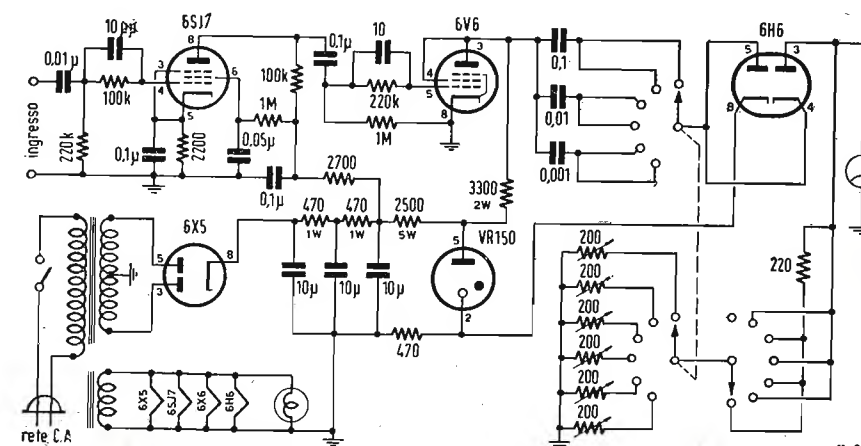 6SJ7
6V6
6H6
10 µµ
0,01µ
100k
220k
ingresso
8
3
4
6
5
0,1µ
2200
0,05µ
1M
100k
0,1µ
0,1µ
10
220k
1M
3
4
5
8
0,1
0,01
0,001
5
3
8
4
2700
3300
2W
6X5
5
3
8
470
1W
470
1W
2500
5W
10µ
10µ
10µ
5
VR150
2
470
200
200
200
200
200
200
220
6X5
6SJ7
6X6
6H6
rete C.A